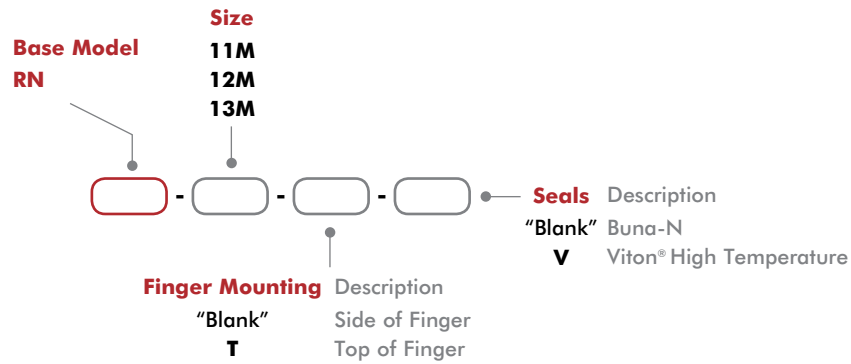 Size
Base Model
11M
RN
12M
13M
- - -
Seals Description
"Blank" Buna-N
V Viton® High Temperature
Finger Mounting Description
"Blank" Side of Finger
T Top of Finger